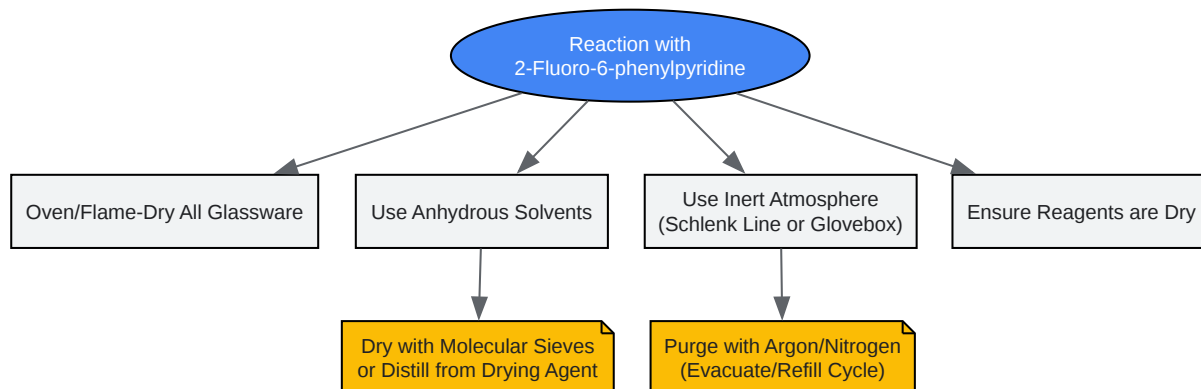 Reaction with
2-Fluoro-6-phenylpyridine
Oven/Flame-Dry All Glassware
Use Anhydrous Solvents
Use Inert Atmosphere
(Schlenk Line or Glovebox)
Ensure Reagents are Dry
Dry with Molecular Sieves
or Distill from Drying Agent
Purge with Argon/Nitrogen
(Evacuate/Refill Cycle)